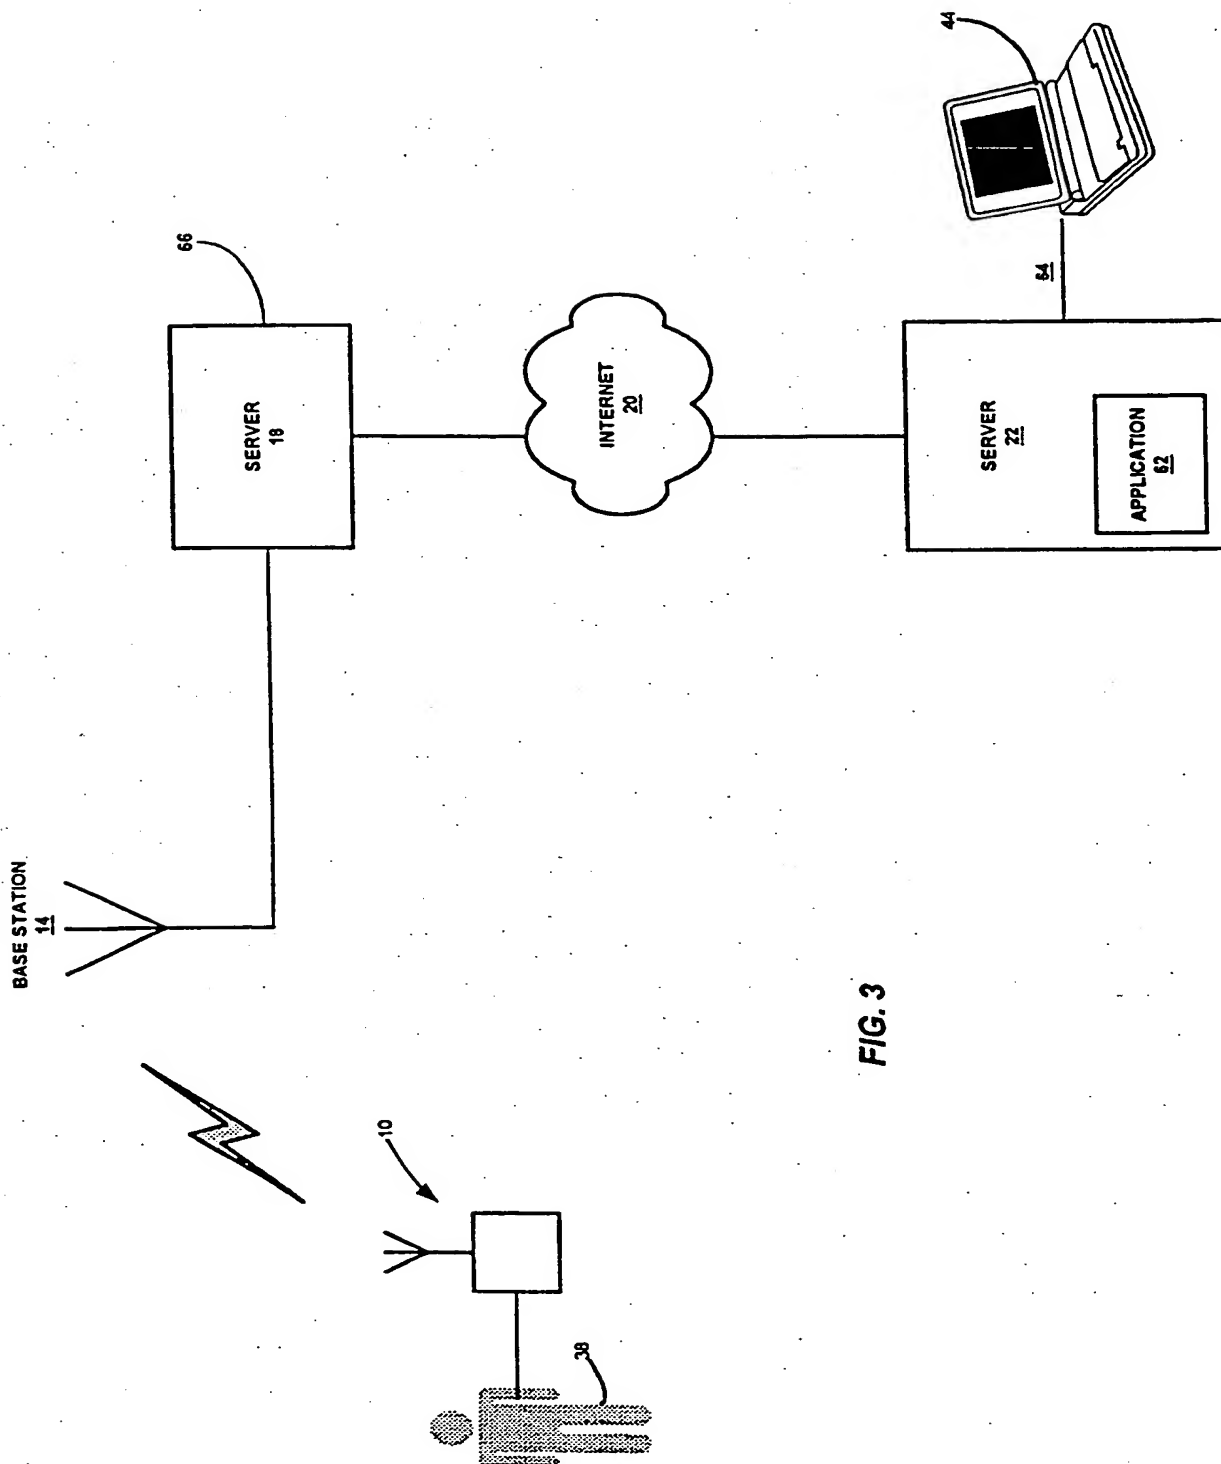 BASE STATION
14
66
SERVER
18
10
38
INTERNET
20
FIG. 3
44
SERVER
22
64
APPLICATION
62